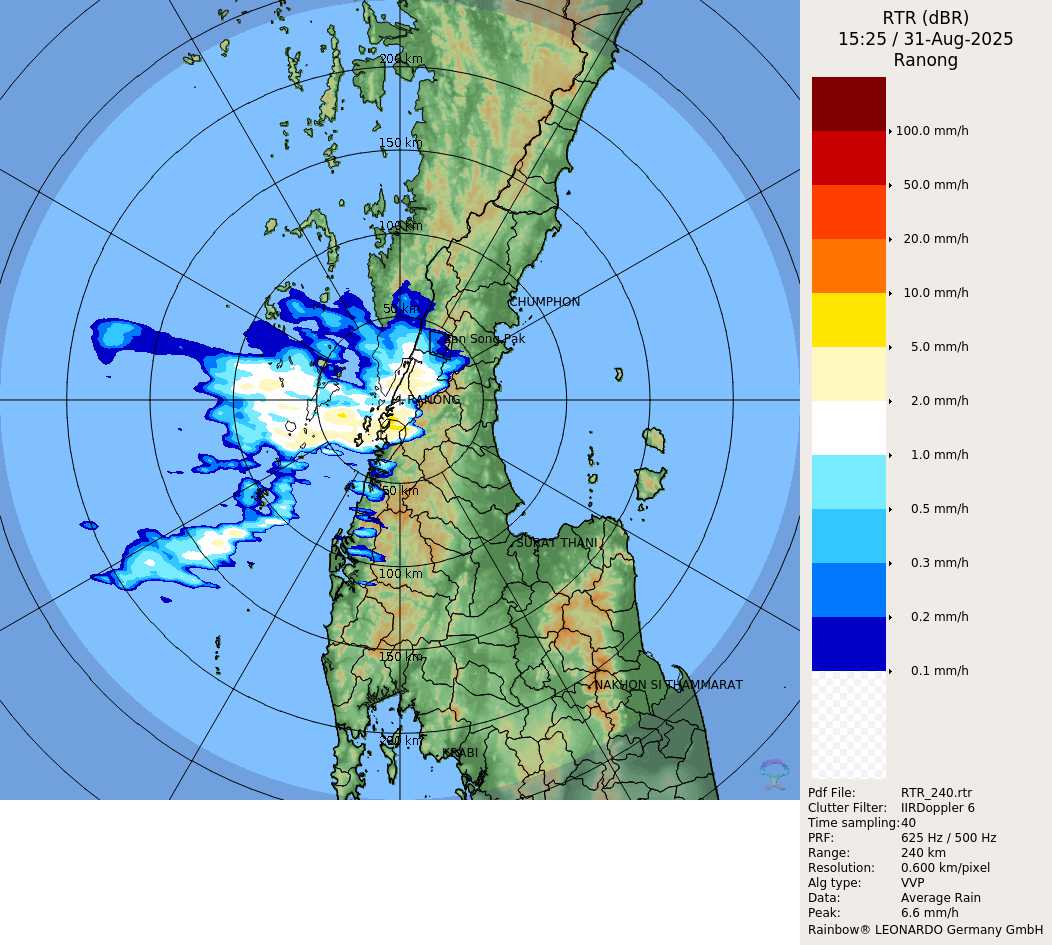 RTR (dBR)
15:25 / 31-Aug-2025
Ranong
200 km
150 km
100 km
50 km
CHUMPHON
Ban Song Pak
RANONG
50 km
SURAT THANI
100 km
150 km
NAKHON SI THAMMARAT
200 km
KRABI
100.0 mm/h
50.0 mm/h
20.0 mm/h
10.0 mm/h
5.0 mm/h
2.0 mm/h
1.0 mm/h
0.5 mm/h
0.3 mm/h
0.2 mm/h
0.1 mm/h
Pdf File: RTR_240.rtr
Clutter Filter: IIRDoppler 6
Time sampling:40
PRF: 625 Hz / 500 Hz
Range: 240 km
Resolution: 0.600 km/pixel
Alg type: VVP
Data: Average Rain
Peak: 6.6 mm/h
Rainbow® LEONARDO Germany GmbH